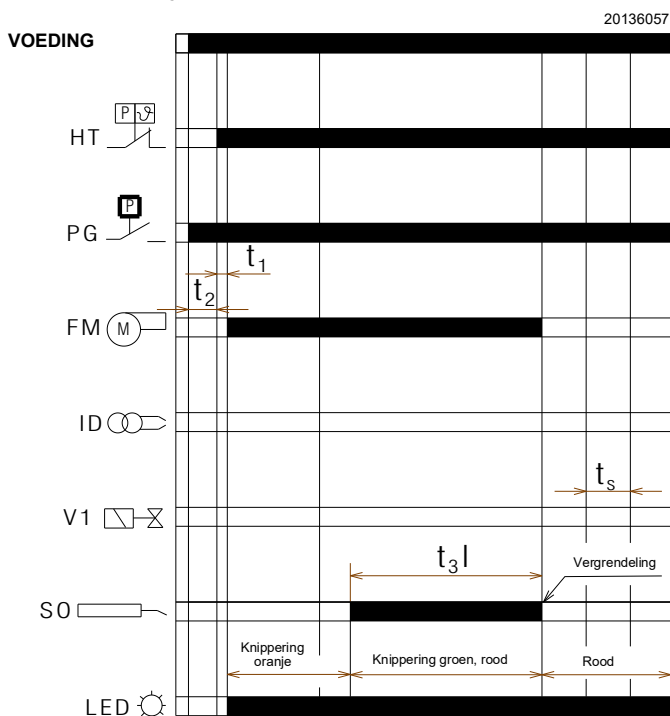 20136057
VOEDING
P ϑ
HT
P
PG
t1
t2
FM M
ID
V1
ts
t3l
Vergrendeling
SO
Knippering
oranje
Knippering groen, rood
Rood
LED